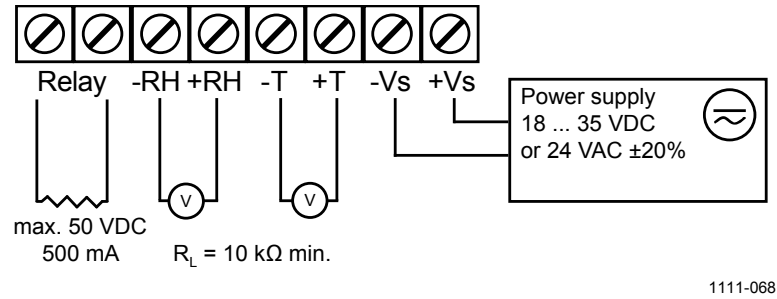 Relay -RH +RH -T +T -Vs +Vs
Power supply
18 ... 35 VDC
or 24 VAC ±20%
V V
max. 50 VDC
500 mA
RL = 10 kΩ min.
1111-068